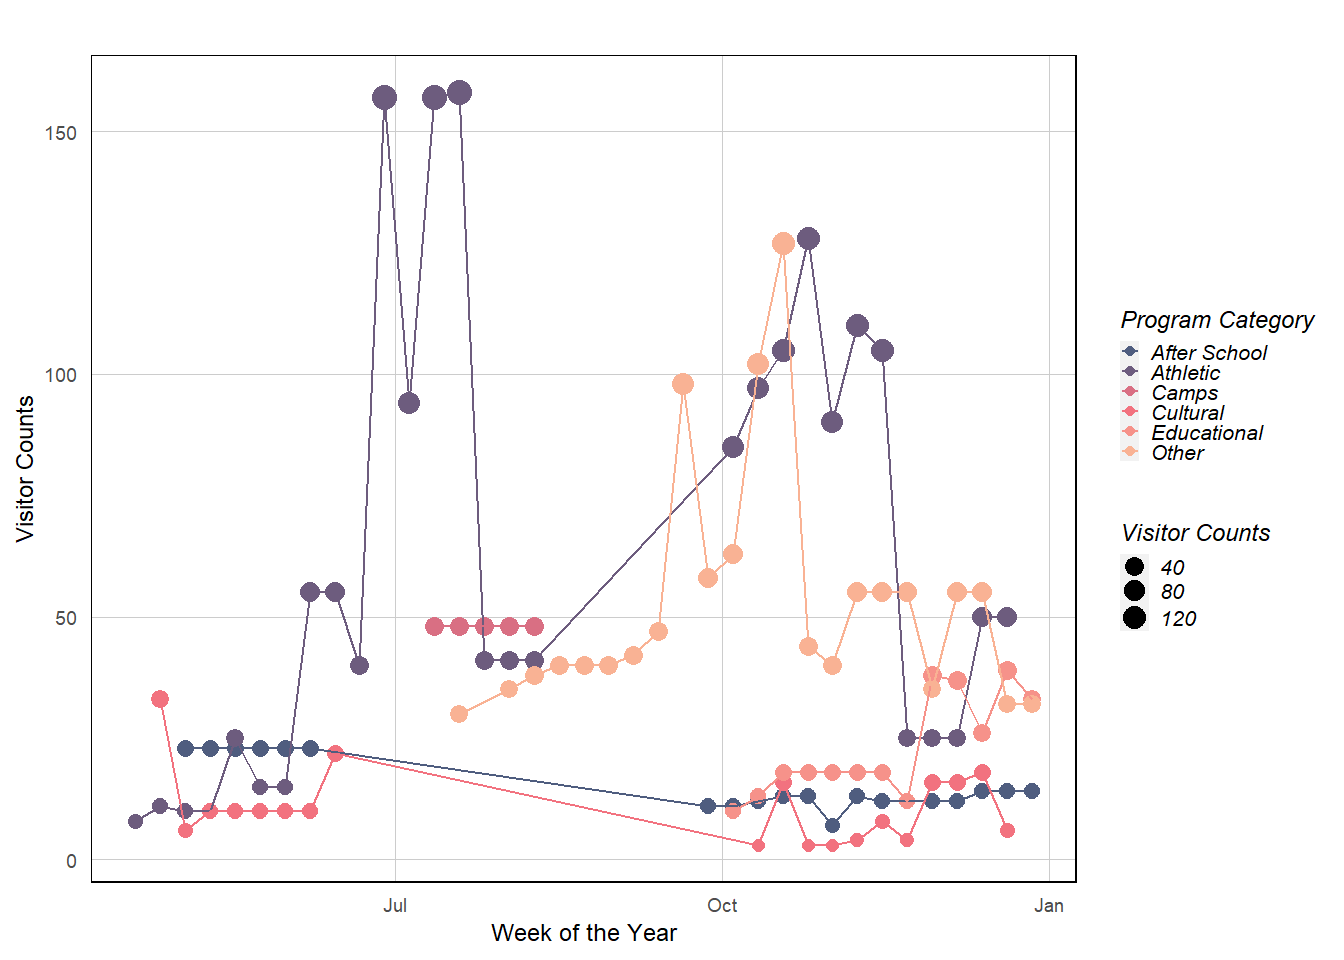 150
100
50
0
Visitor Counts
Jul
Oct
Jan
Week of the Year
Program Category
After School
Athletic
Camps
Cultural
Educational
Other
Visitor Counts
40
80
120